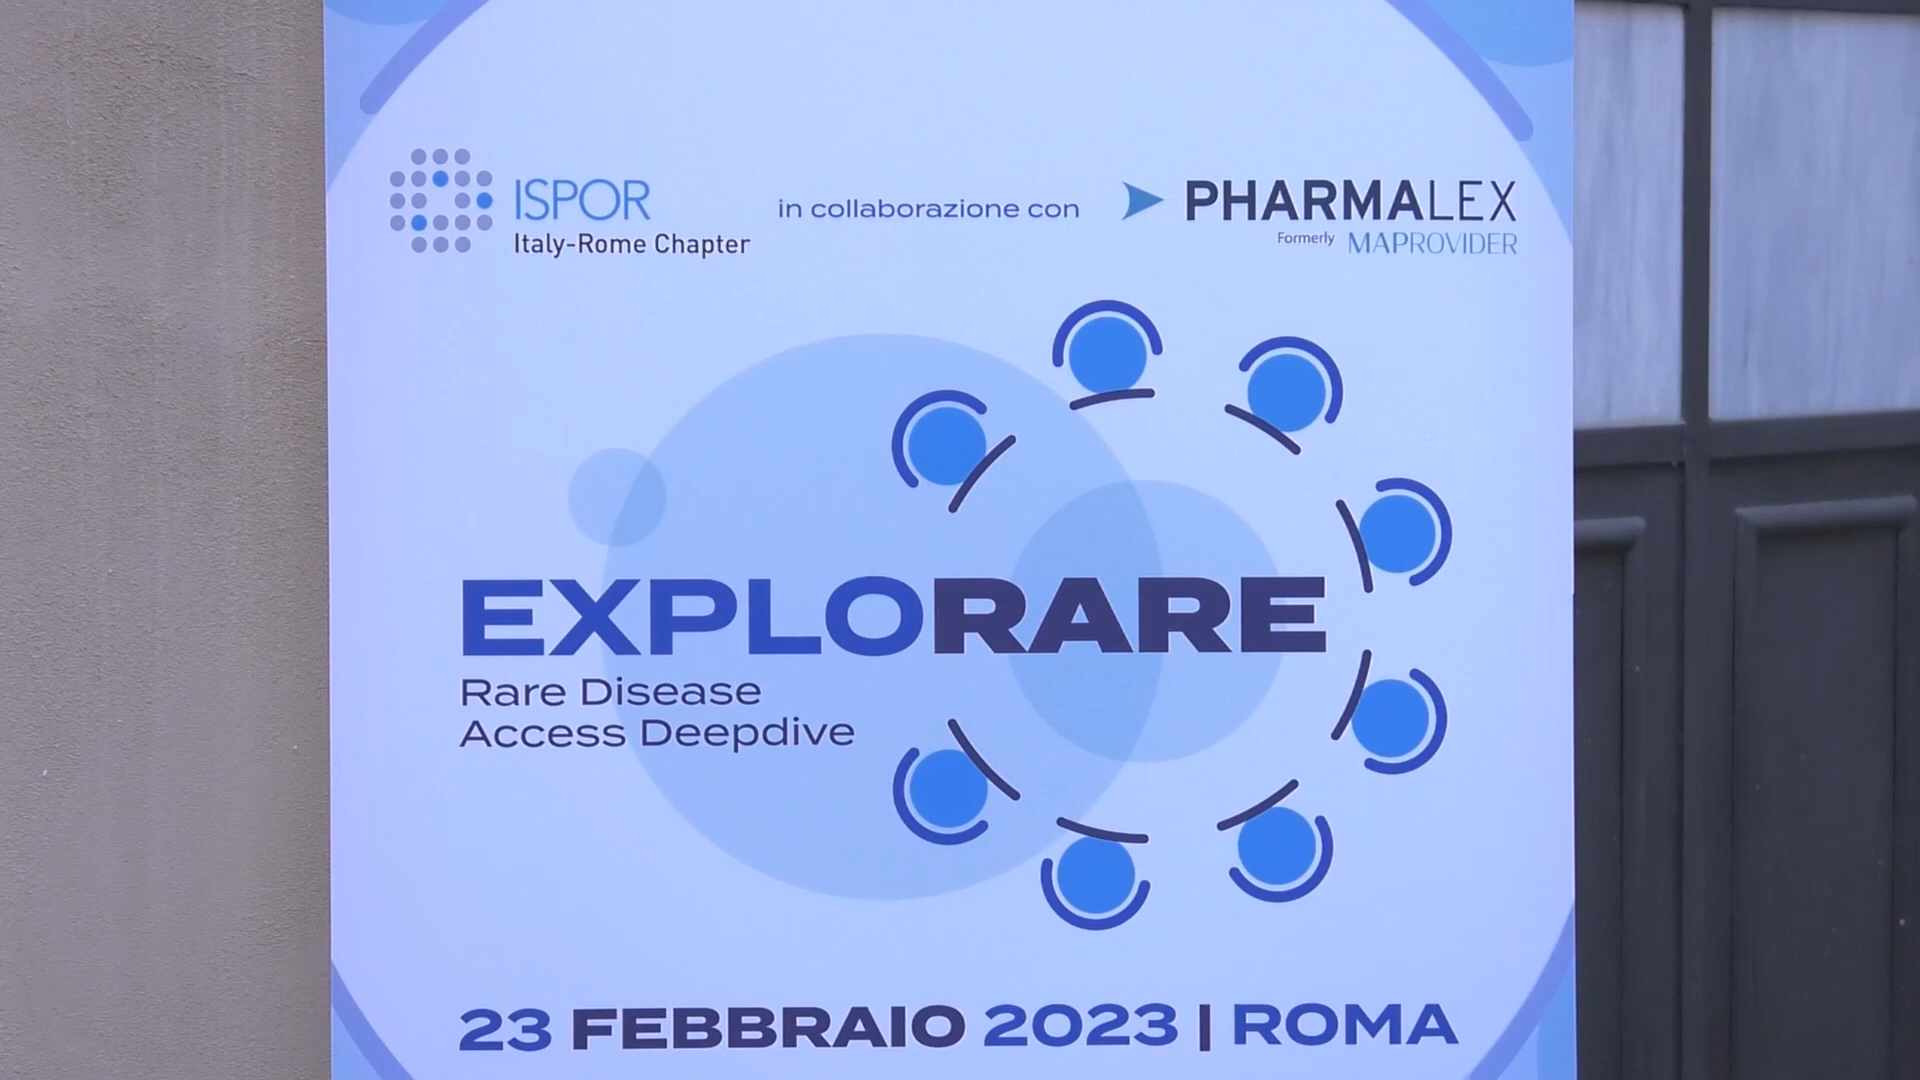 ISPOR
Italy-Rome Chapter
in collaborazione con
PHARMALEX
Formerly MAPROVIDER
EXPLORARE
Rare Disease
Access Deepdive
23 FEBBRAIO 2023 | ROMA